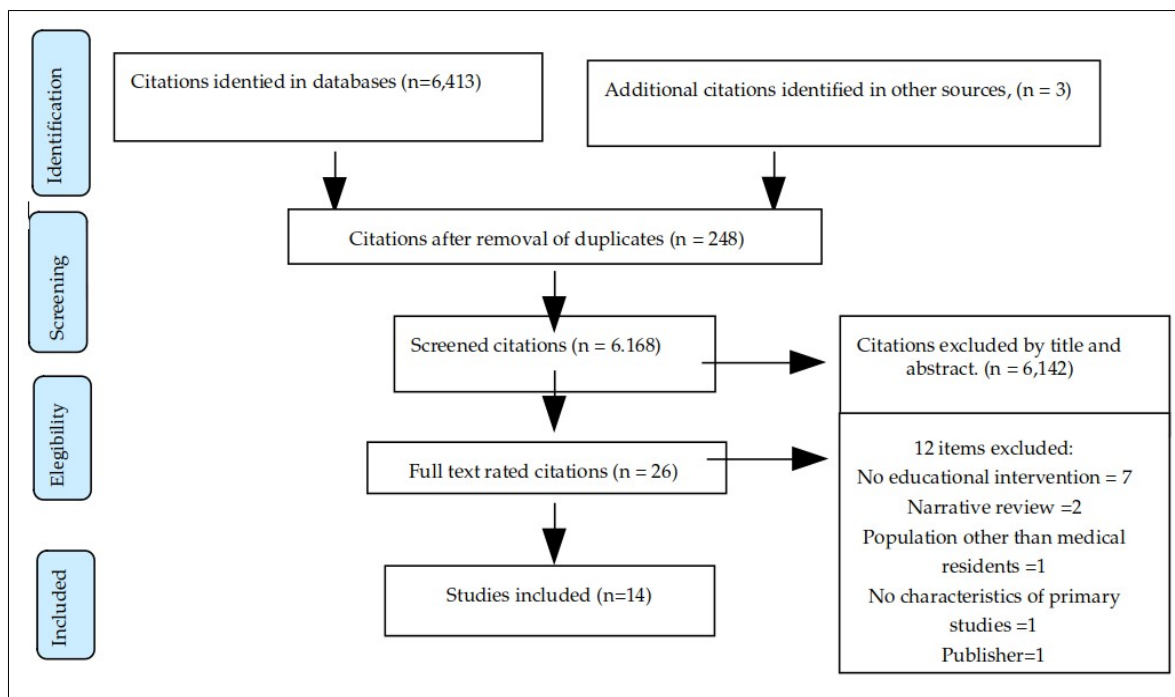 Identification
Citations identied in databases (n=6,413)
Additional citations identified in other sources, (n = 3)
Screening
Citations after removal of duplicates (n = 248)
Screened citations (n = 6.168)
Citations excluded by title and
abstract. (n = 6,142)
Elegibility
Full text rated citations (n = 26)
12 items excluded:
No educational intervention = 7
Narrative review =2
Population other than medical
residents =1
No characteristics of primary
studies =1
Publisher=1
Included
Studies included (n=14)